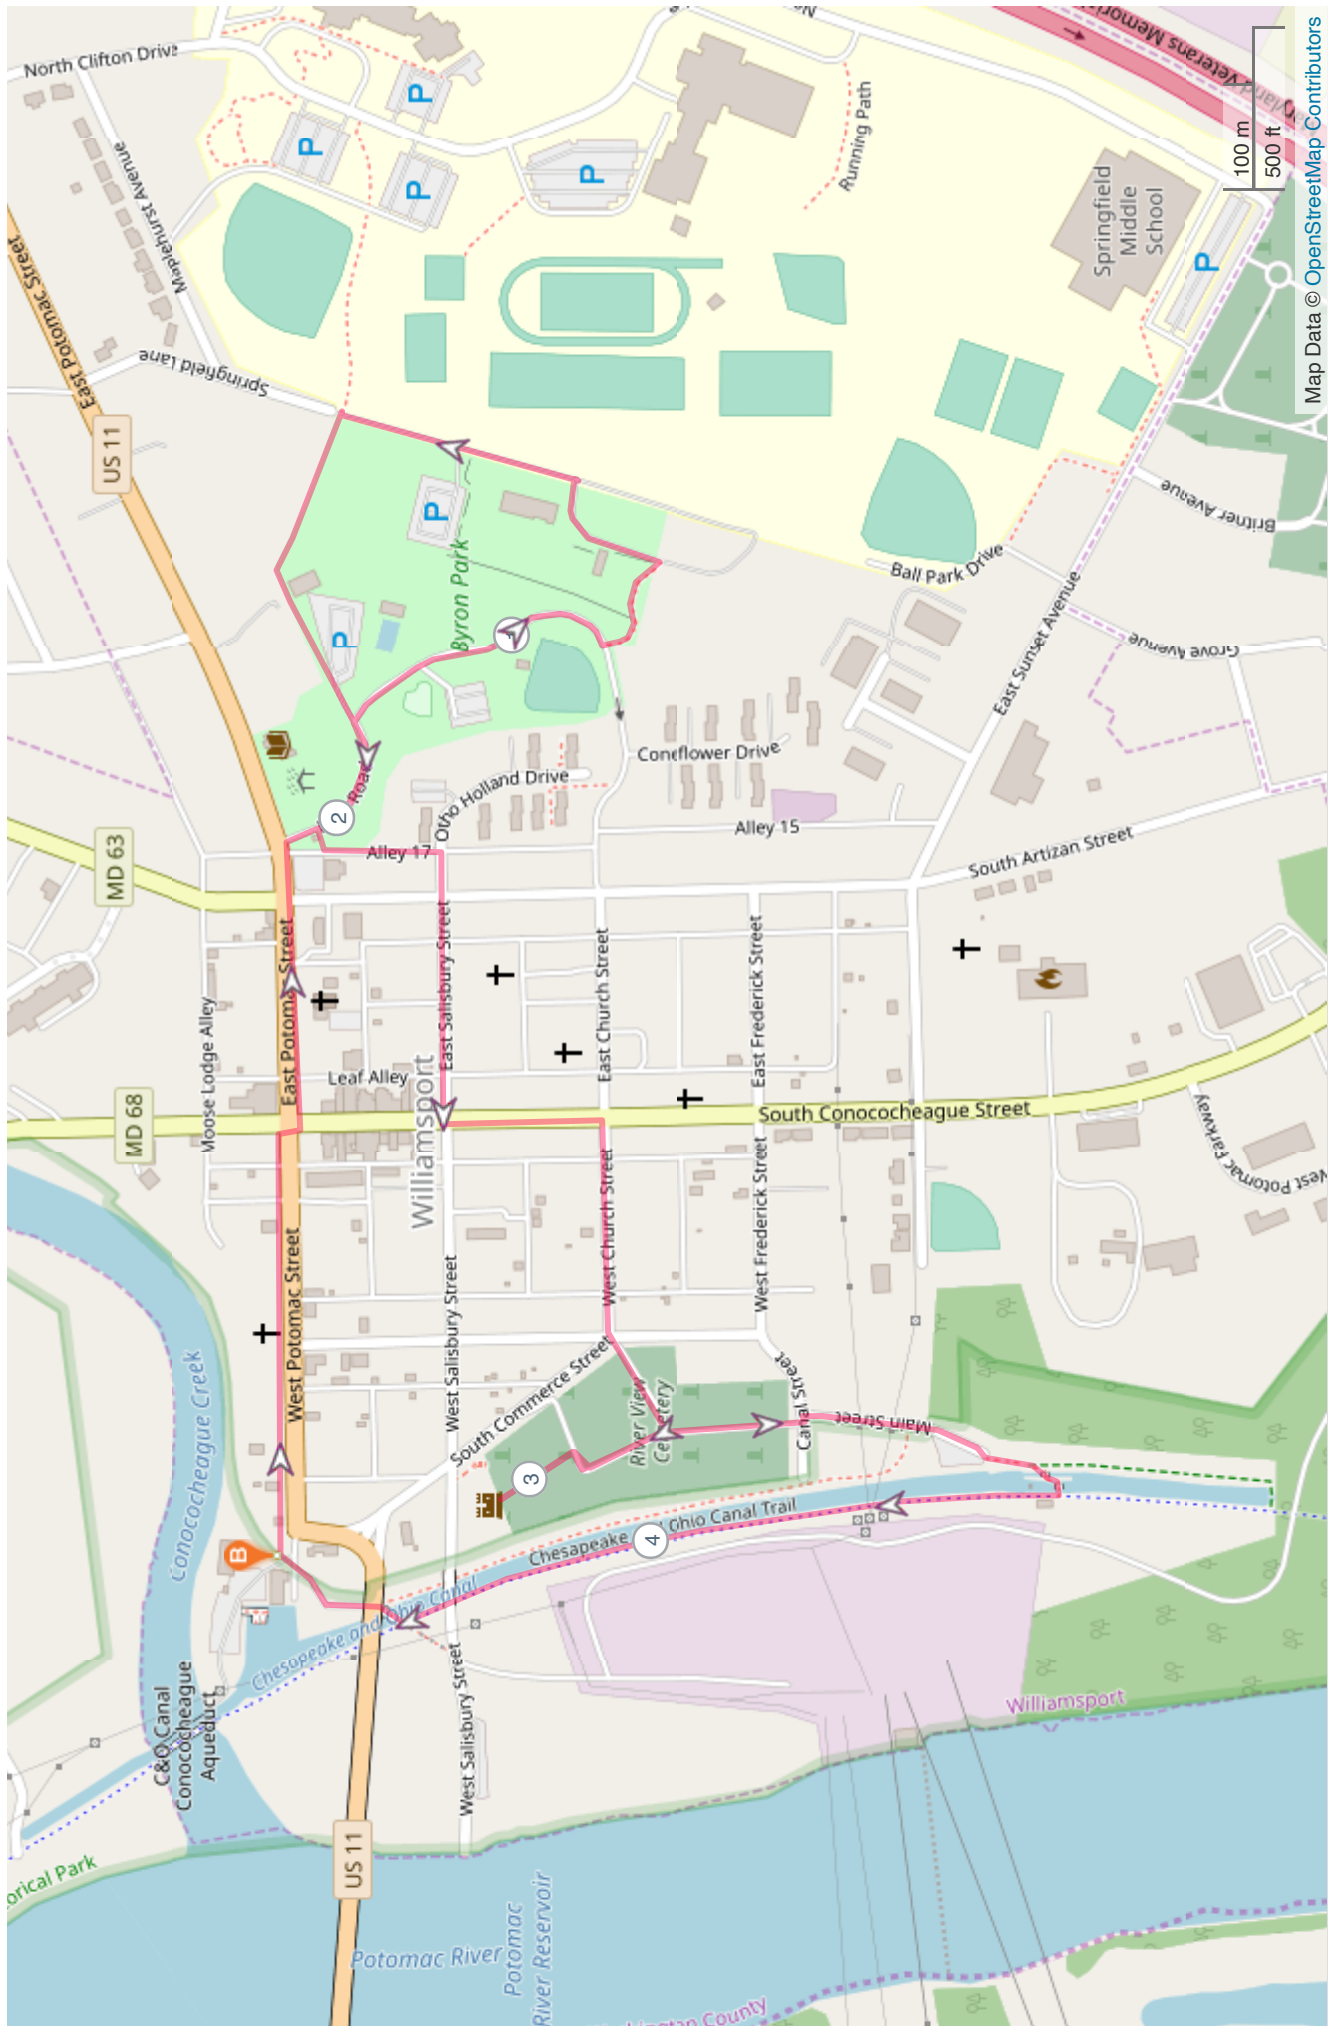 North Clifton Drive
Maplehurst Avenue
East Potomac Street
Springfield Lane
US 11
P
P
P
P
Running Path
Springfield
Middle
School
P
100 m
500 ft
Map Data © OpenStreetMap Contributors
P
P
Byron Park
Ball Park Drive
Britner Avenue
Grove Avenue
East Sunset Avenue
Road
2
Otho Holland Drive
Coneflower Drive
Alley 17
Alley 15
South Artizan Street
MD 63
East Potomac Street
East Salisbury Street
East Church Street
East Frederick Street
Moose Lodge Alley
Leaf Alley
MD 68
East Potomac Street
Williamsport
South Conococheague Street
West Potomac Parkway
West Potomac Street
West Salisbury Street
West Church Street
West Frederick Street
Conococheague Creek
South Commerce Street
River View
Cemetery
Canal Street
Main Street
3
4
B
Chesapeake and Ohio Canal Trail
Chesapeake and Ohio Canal
C&O Canal
Conococheague
Aqueduct
West Salisbury Street
Williamsport
US 11
orical Park
Potomac River
Potomac
River Reservoir